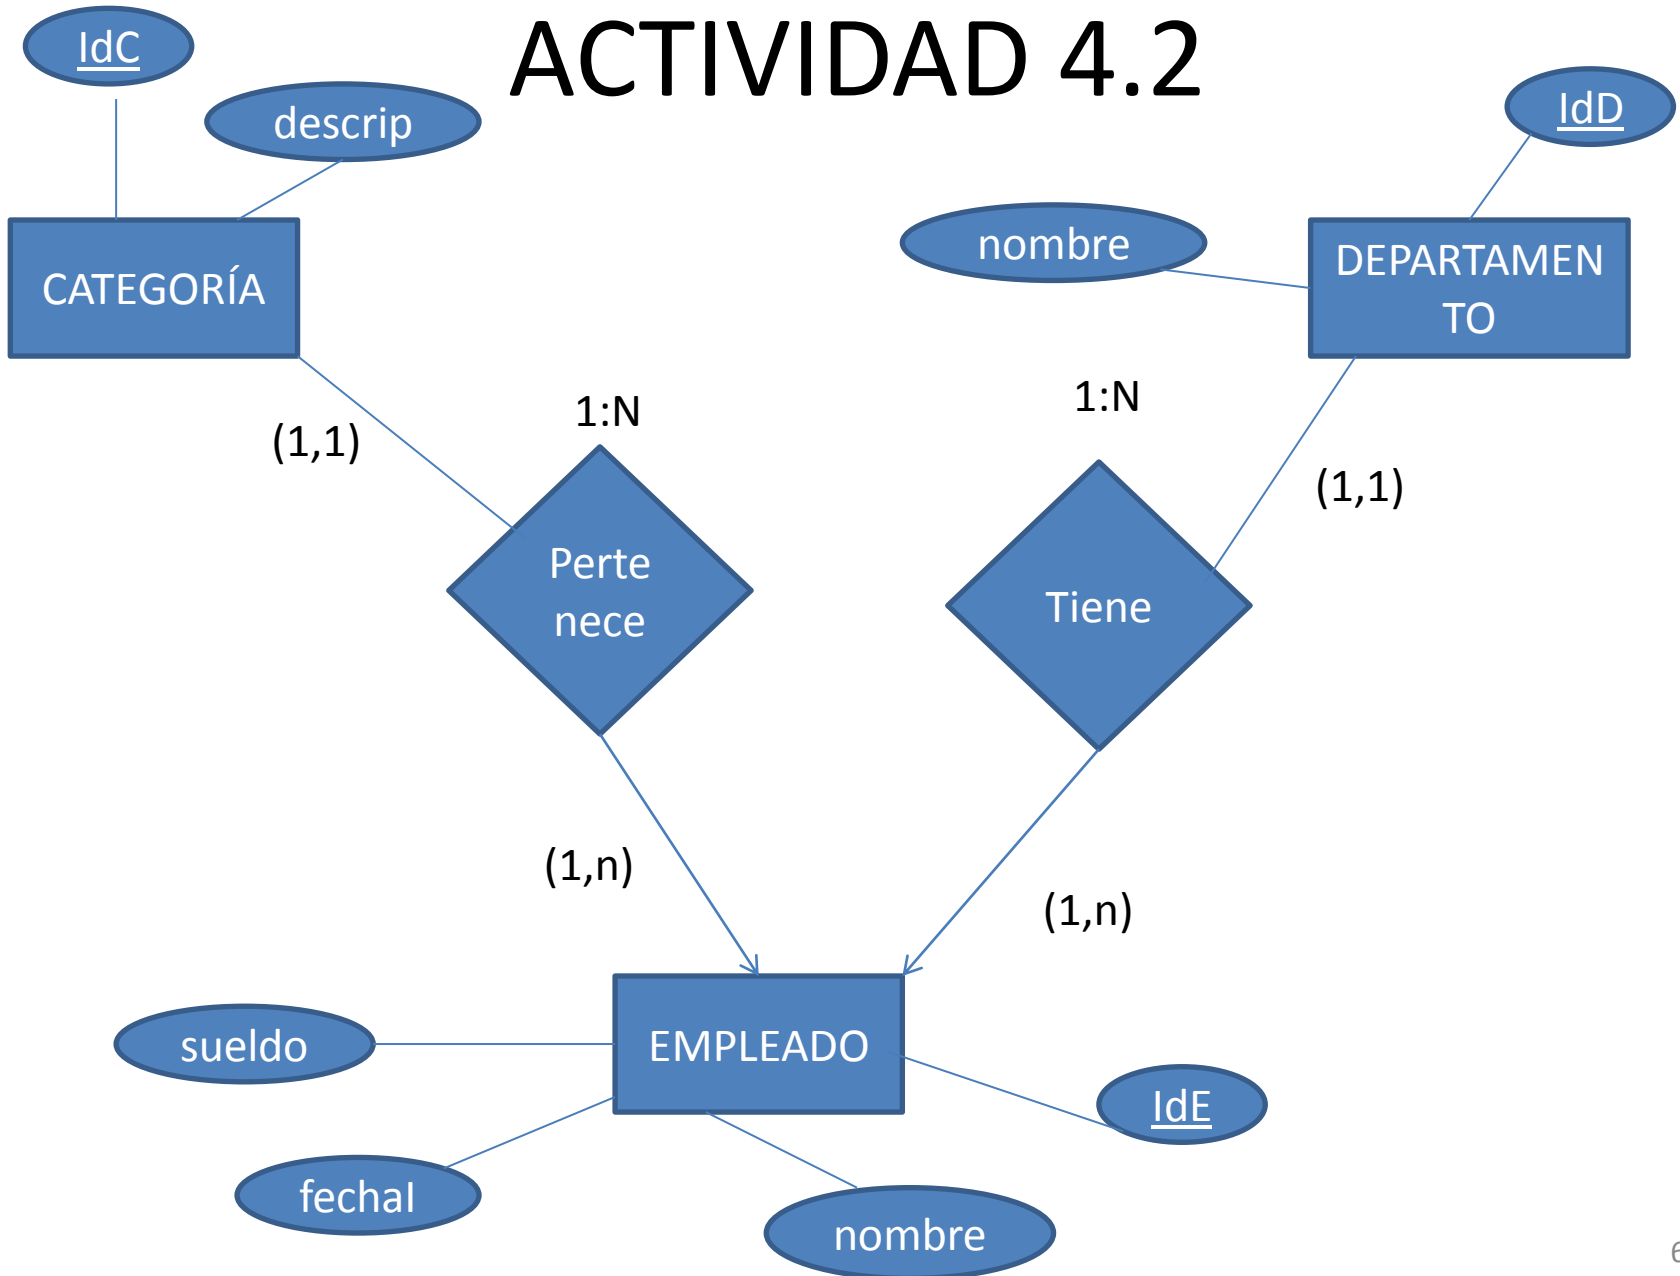 ACTIVIDAD 4.2
IdC
descrip
IdD
nombre
CATEGORÍA
DEPARTAMEN
TO
1:N
1:N
(1,1)
(1,1)
Perte
nece
Tiene
(1,n)
(1,n)
sueldo
EMPLEADO
IdE
fechaI
nombre
6